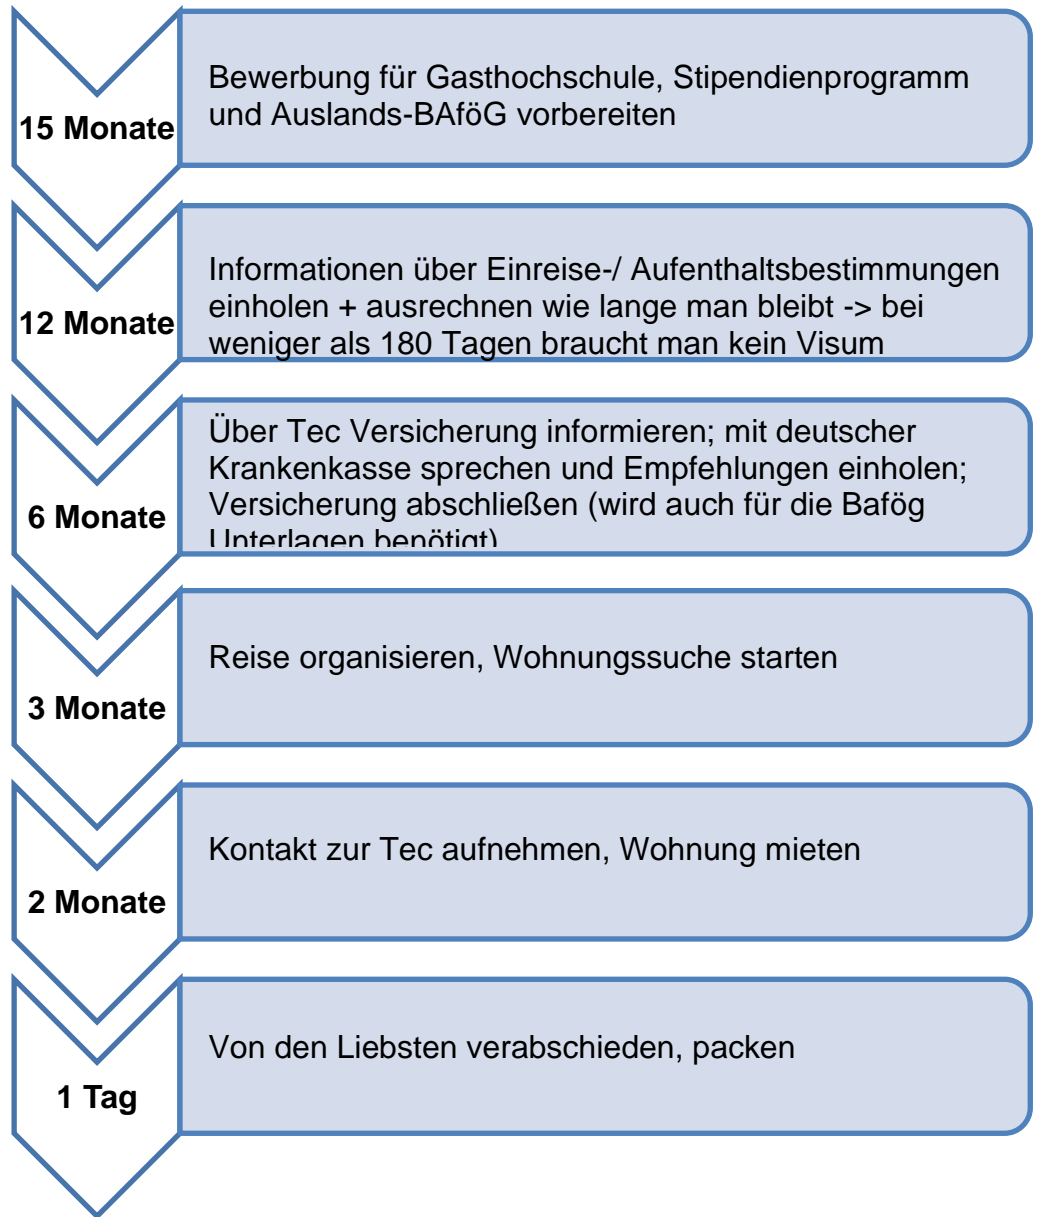 15 Monate
Bewerbung für Gasthochschule, Stipendienprogramm
und Auslands-BAföG vorbereiten
12 Monate
Informationen über Einreise-/ Aufenthaltsbestimmungen
einholen + ausrechnen wie lange man bleibt -> bei
weniger als 180 Tagen braucht man kein Visum
6 Monate
Über Tec Versicherung informieren; mit deutscher
Krankenkasse sprechen und Empfehlungen einholen;
Versicherung abschließen (wird auch für die Bafög
Unterlagen benötigt)
3 Monate
Reise organisieren, Wohnungssuche starten
2 Monate
Kontakt zur Tec aufnehmen, Wohnung mieten
1 Tag
Von den Liebsten verabschieden, packen